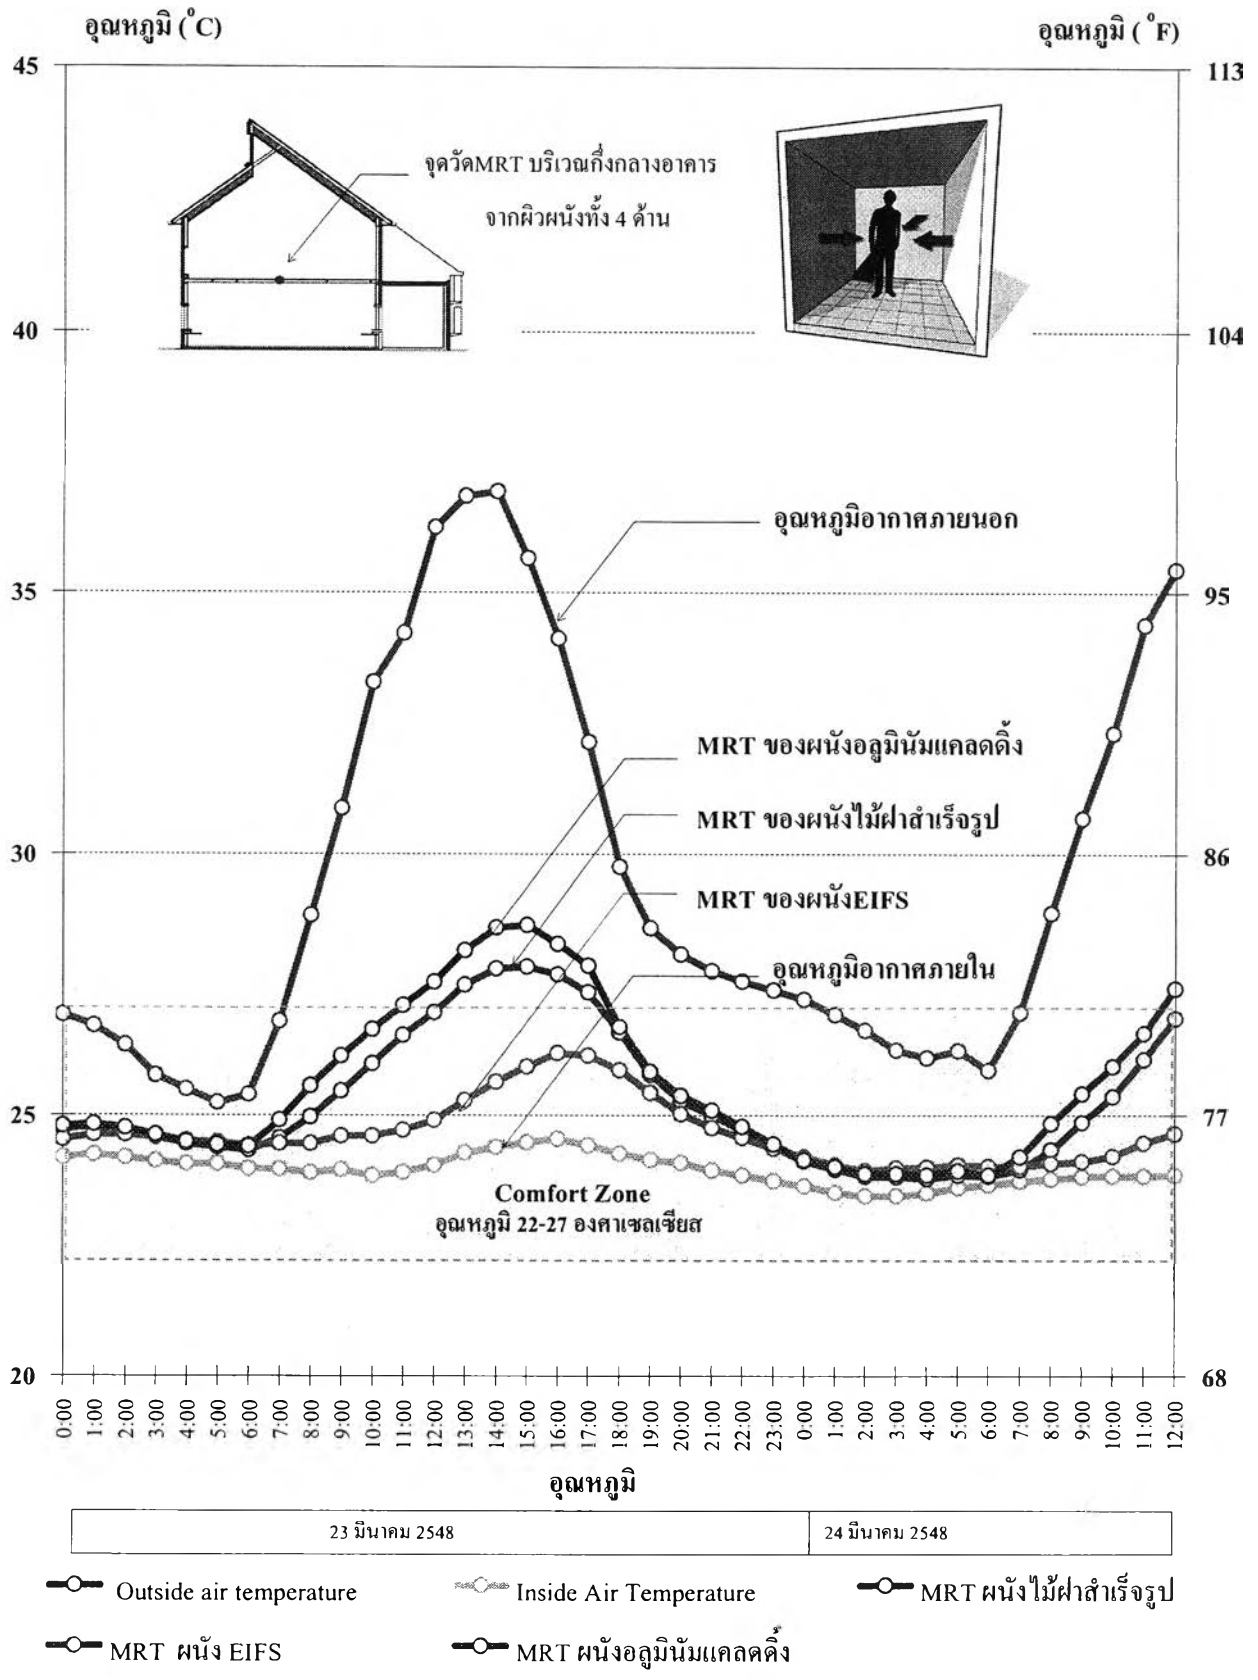 อุณหภูมิ (°C)
อุณหภูมิ ( °F)
45
113
จุดวัดMRT บริเวณกึ่งกลางอาคาร
จากผิวผนังทั้ง 4 ด้าน
40
104
อุณหภูมิอากาศภายนอก
35
95
MRT ของผนังอลูมินัมแคลดดิ้ง
MRT ของผนังไม้ฝาสำเร็จรูป
30
86
MRT ของผนังEIFS
อุณหภูมิอากาศภายใน
25
77
Comfort Zone
อุณหภูมิ 22-27 องศาเซลเซียส
20
68
0:00 1:00 2:00 3:00 4:00 5:00 6:00 7:00 8:00 9:00 10:00 11:00 12:00 13:00 14:00 15:00 16:00 17:00 18:00 19:00 20:00 21:00 22:00 23:00 0:00 1:00 2:00 3:00 4:00 5:00 6:00 7:00 8:00 9:00 10:00 11:00 12:00
อุณหภูมิ
23 มีนาคม 2548
24 มีนาคม 2548
Outside air temperature
Inside Air Temperature
MRT ผนังไม้ฝาสำเร็จรูป
MRT ผนัง EIFS
MRT ผนังอลูมินัมแคลดดิ้ง